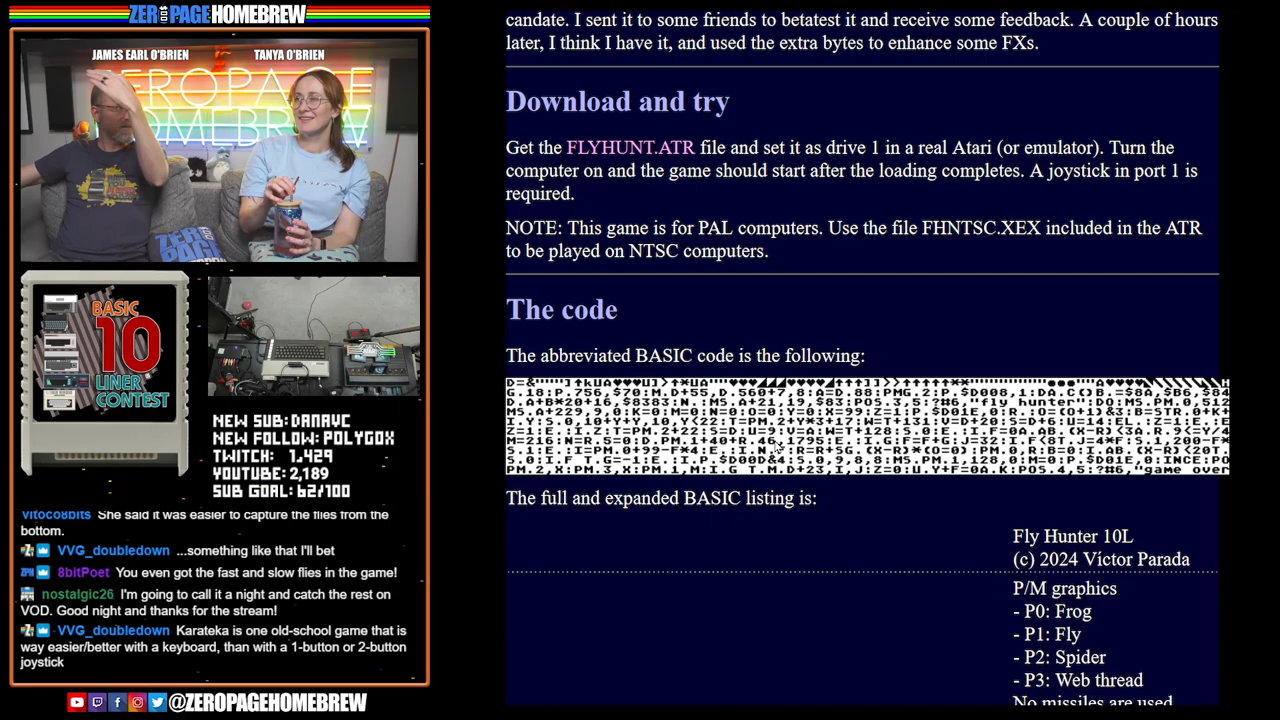 ZEROPAGEHOMEBREW
JAMES EARL O'BRIEN
TANYA O'BRIEN
ZEROPAGE
HOMEBREW
BASIC
10
LINER
CONTEST
NEW SUB: DANAVC
NEW FOLLOW: POLYGOX
TWITCH: 1,429
YOUTUBE: 2,189
SUB GOAL: 62/100
Vitoco8bits She said it was easier to capture the flies from the
bottom.
VVG_doubledown ...something like that I'll bet
8bitPoet You even got the fast and slow flies in the game!
nostalgic26 I'm going to call it a night and catch the rest on
VOD. Good night and thanks for the stream!
VVG_doubledown Karateka is one old-school game that is
way easier/better with a keyboard, than with a 1-button or 2-button
joystick
@ZEROPAGEHOMEBREW
candate. I sent it to some friends to betatest it and receive some feedback. A couple of hours
later, I think I have it, and used the extra bytes to enhance some FXs.
Download and try
Get the FLYHUNT.ATR file and set it as drive 1 in a real Atari (or emulator). Turn the
computer on and the game should start after the loading completes. A joystick in port 1 is
required.
NOTE: This game is for PAL computers. Use the file FHNTSC.XEX included in the ATR
to be played on NTSC computers.
The code
The abbreviated BASIC code is the following:
The full and expanded BASIC listing is:
Fly Hunter 10L
(c) 2024 Víctor Parada
P/M graphics
- P0: Frog
- P1: Fly
- P2: Spider
- P3: Web thread
No missiles are used